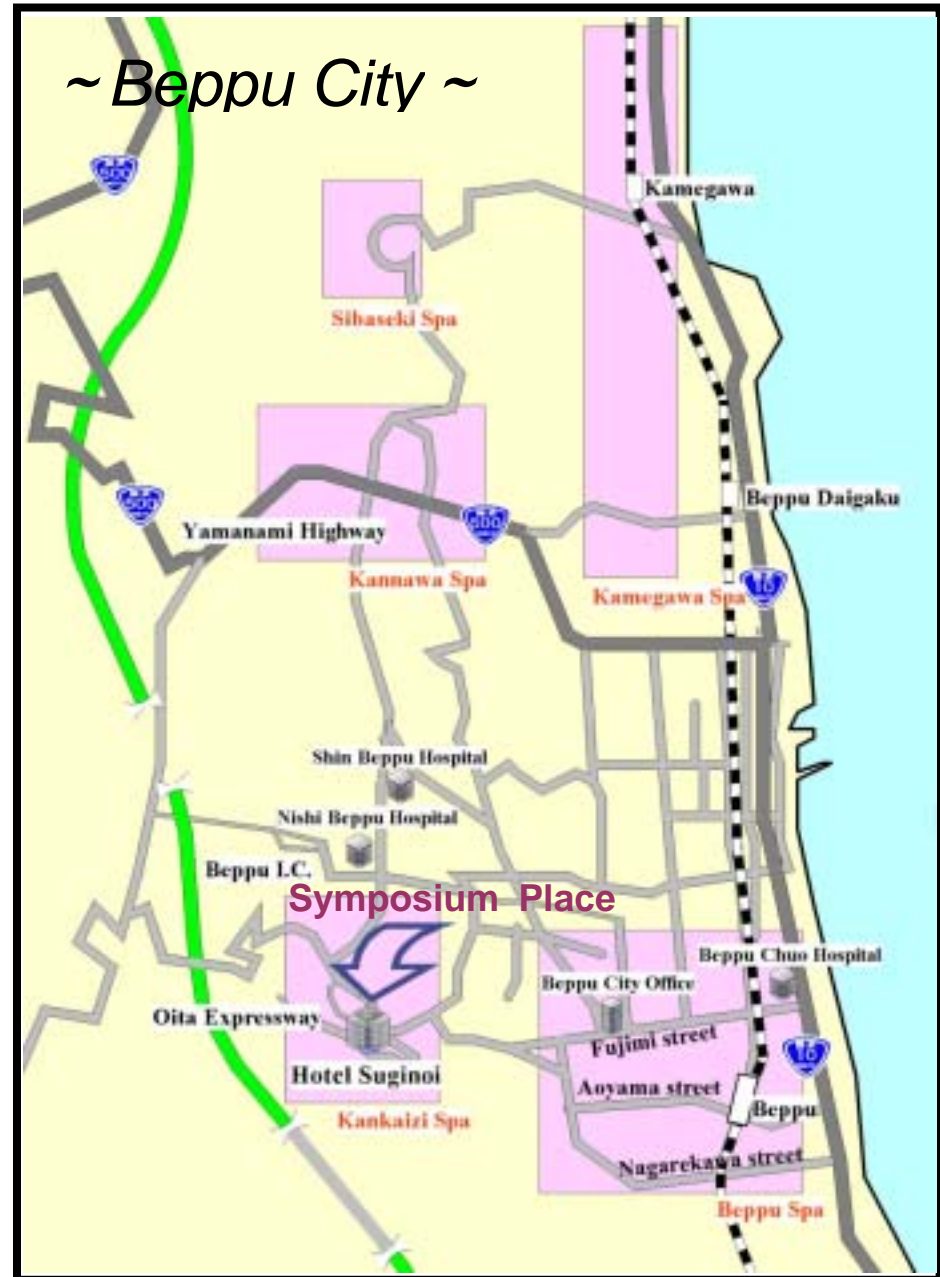 ~ Beppu City ~
500
Kamegawa
Sibaseki Spa
Beppu Daigaku
500
500
Yamanami Highway
Kannawa Spa
Kamegawa Spa
10
Shin Beppu Hospital
Nishi Beppu Hospital
Beppu I.C.
Symposium Place
Beppu Chuo Hospital
Beppu City Office
Oita Expressway
Fujimi street
10
Hotel Suginoi
Aoyama street
Beppu
Kankaizi Spa
Nagarekawa street
Beppu Spa